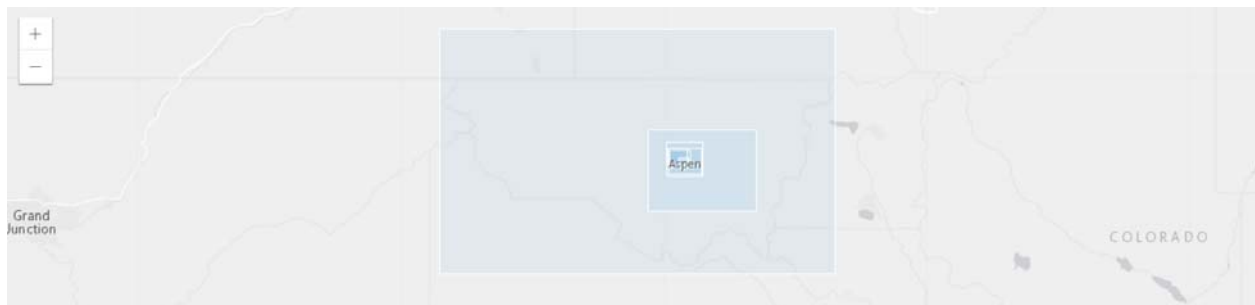 +
−
Aspen
Grand
Junction
COLORADO